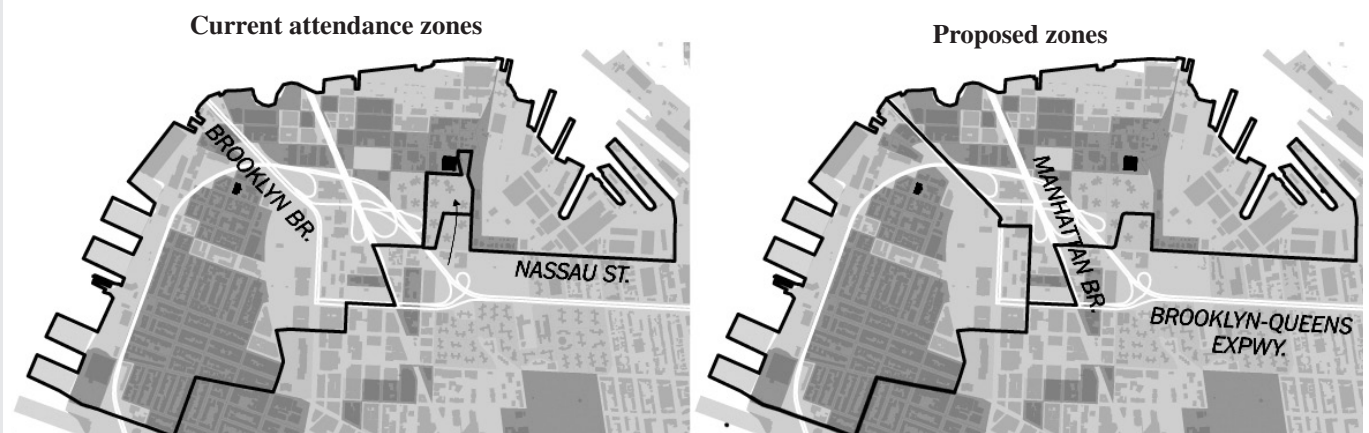 Current attendance zones
Proposed zones
BROOKLYN BR.
NASSAU ST.
MANHATTAN BR.
BROOKLYN-QUEENS
EXPWY.